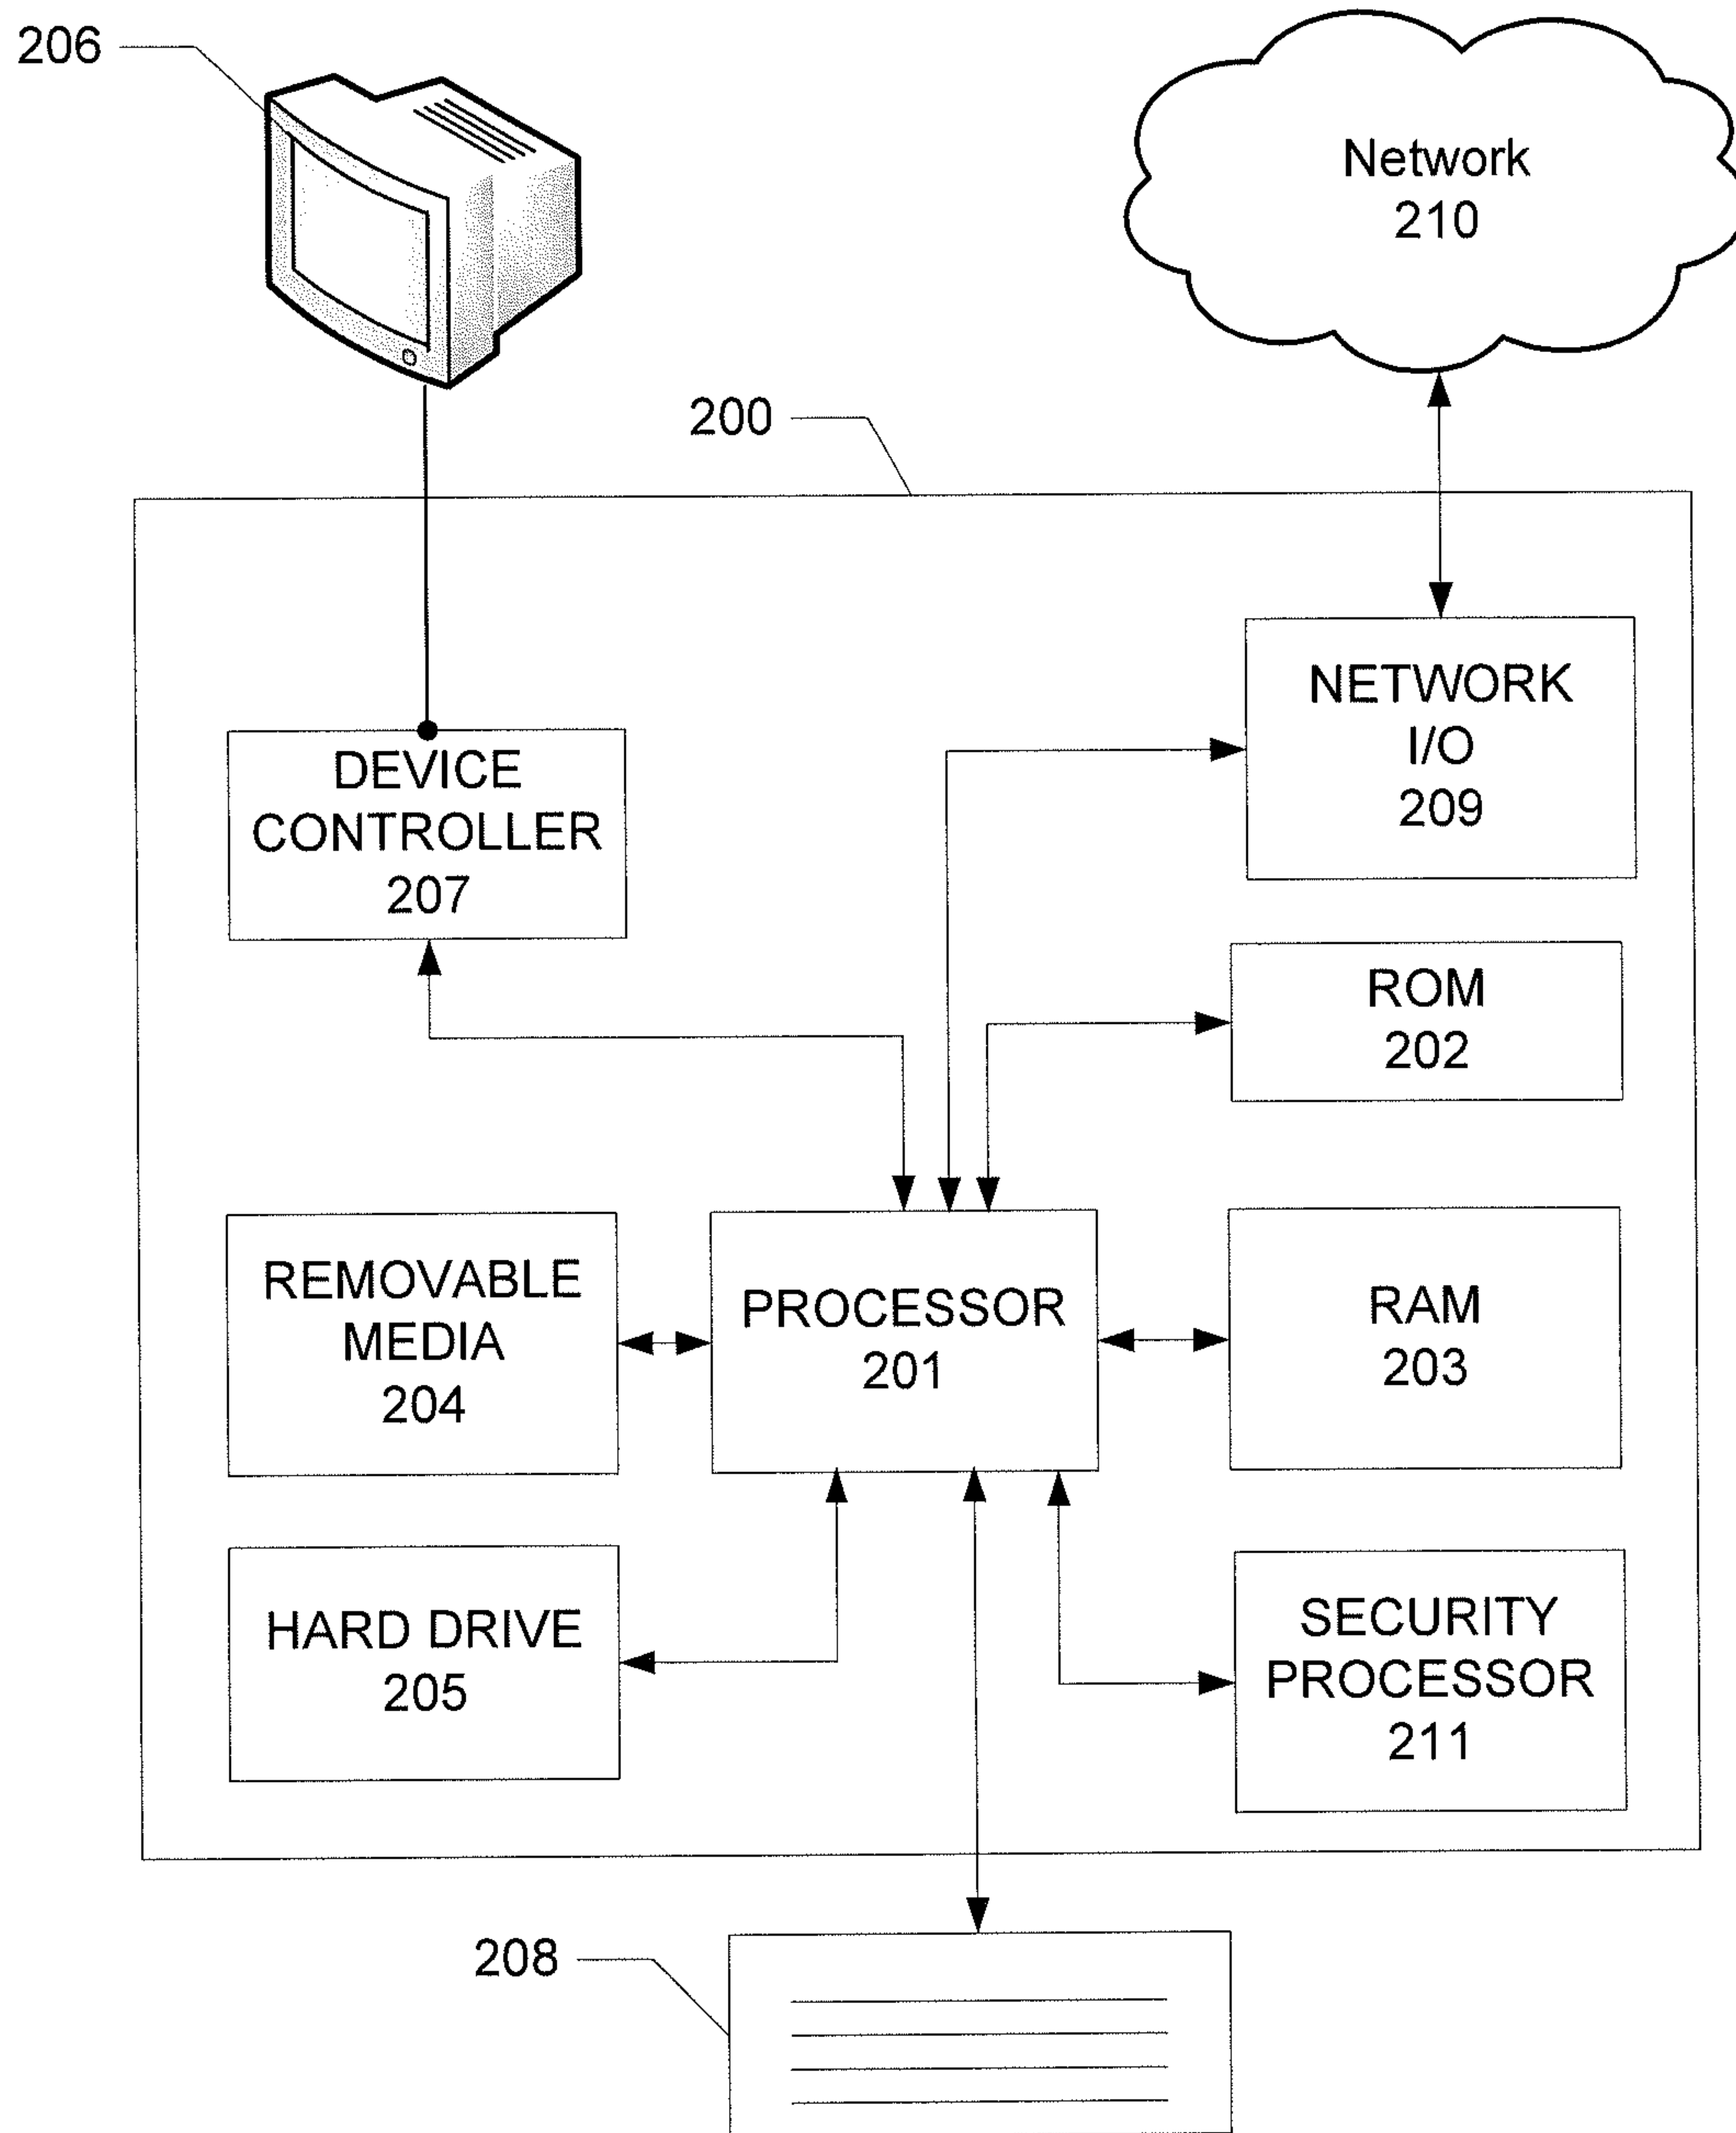 206
Network
210
200
NETWORK
I/O
209
DEVICE
CONTROLLER
207
ROM
202
REMOVABLE
MEDIA
204
PROCESSOR
201
RAM
203
HARD DRIVE
205
SECURITY
PROCESSOR
211
208